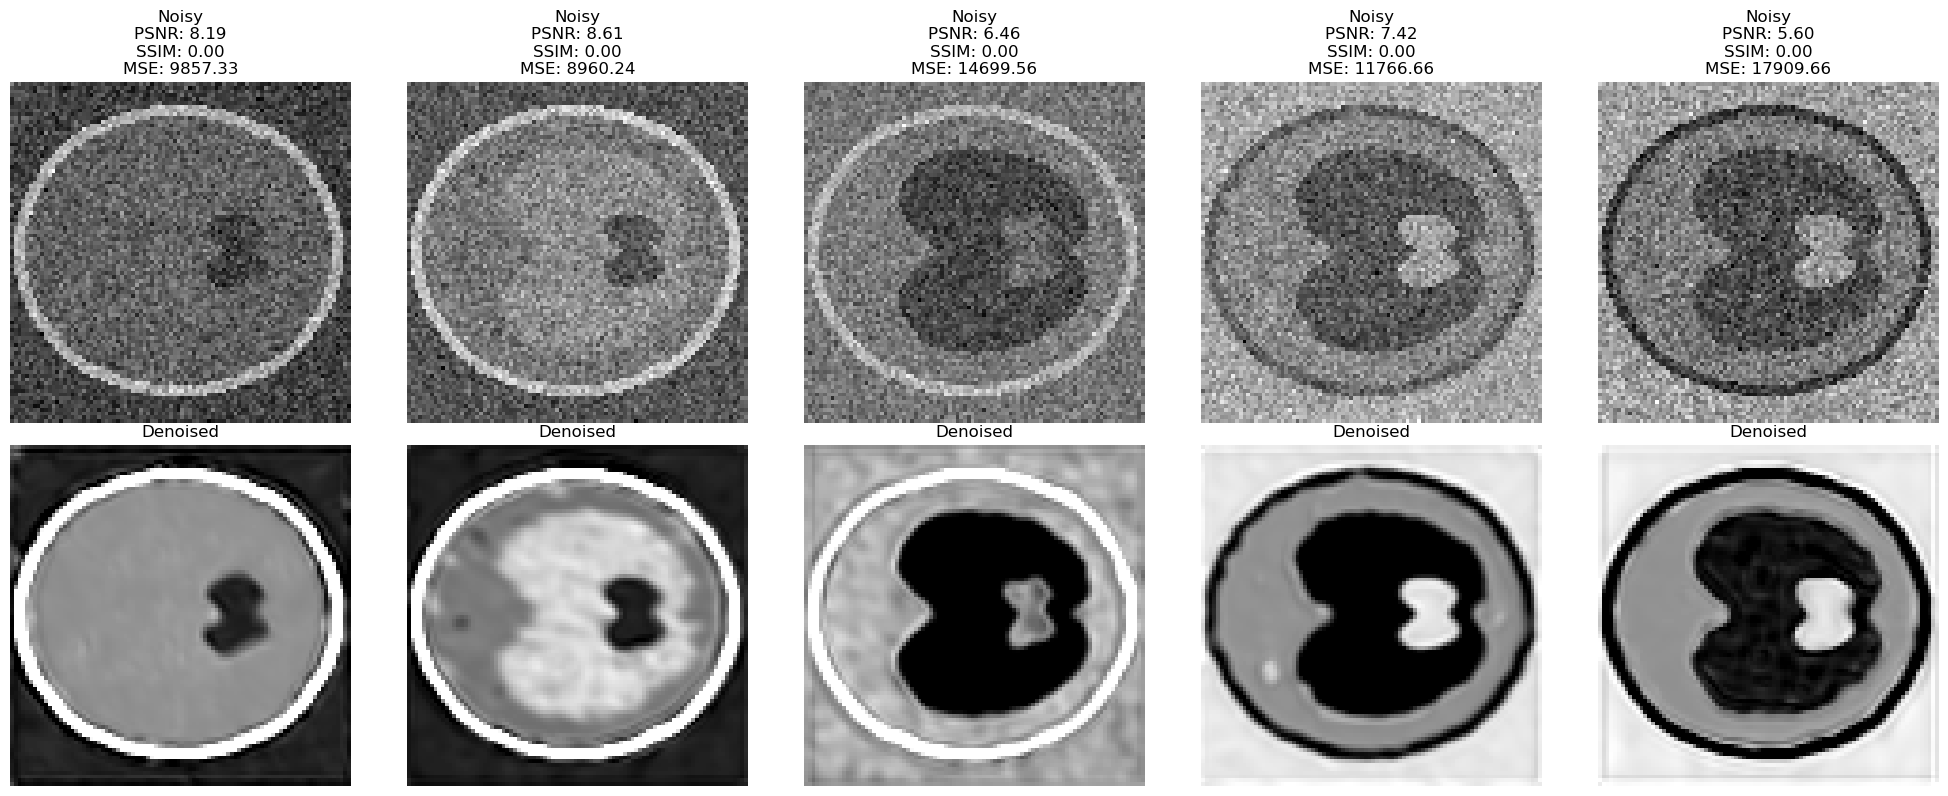 Noisy
PSNR: 8.19
SSIM: 0.00
MSE: 9857.33
Noisy
PSNR: 8.61
SSIM: 0.00
MSE: 8960.24
Noisy
PSNR: 6.46
SSIM: 0.00
MSE: 14699.56
Noisy
PSNR: 7.42
SSIM: 0.00
MSE: 11766.66
Noisy
PSNR: 5.60
SSIM: 0.00
MSE: 17909.66
Denoised
Denoised
Denoised
Denoised
Denoised